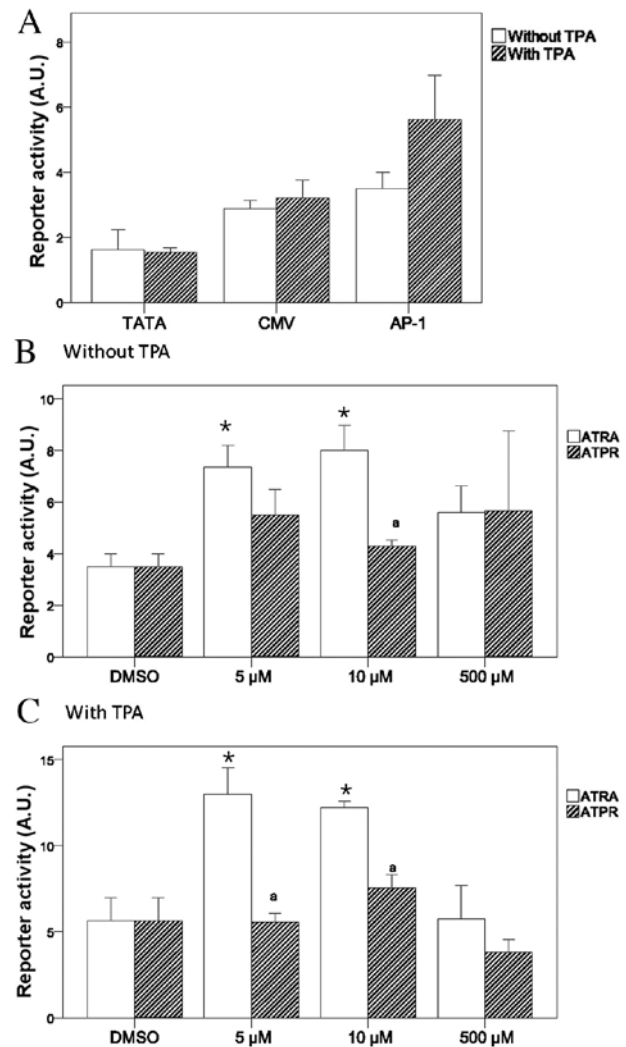 A
Reporter activity (A.U.)
8
6
4
2
0
TATA CMV AP-1
Without TPA
With TPA
B Without TPA
Reporter activity (A.U.)
10
8
6
4
2
0
* *
a
DMSO 5 µM 10 µM 500 µM
ATRA
ATPR
C With TPA
Reporter activity (A.U.)
15
10
5
0
* *
a a
DMSO 5 µM 10 µM 500 µM
ATRA
ATPR